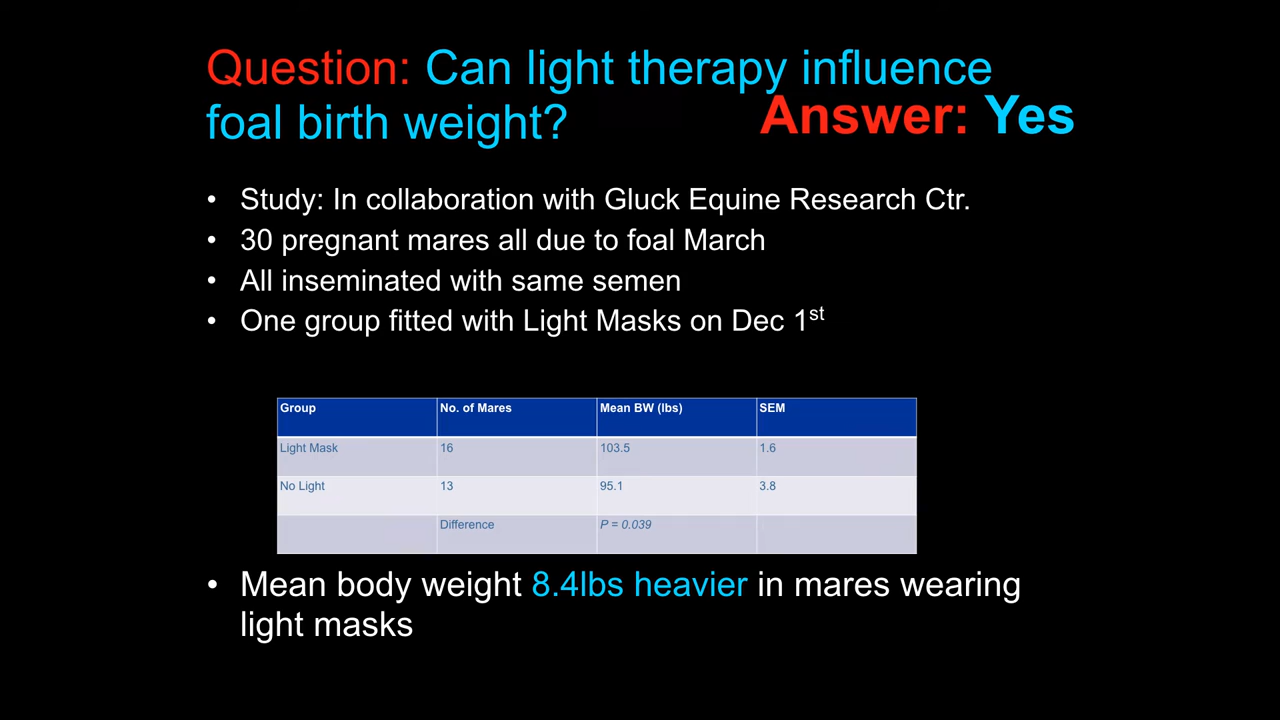 Question: Can light therapy influence
foal birth weight?
Answer: Yes
• Study: In collaboration with Gluck Equine Research Ctr.
• 30 pregnant mares all due to foal March
• All inseminated with same semen
• One group fitted with Light Masks on Dec 1st
Group No. of Mares Mean BW (lbs) SEM
Light Mask 16 103.5 1.6
No Light 13 95.1 3.8
Difference P = 0.039
• Mean body weight 8.4lbs heavier in mares wearing
light masks